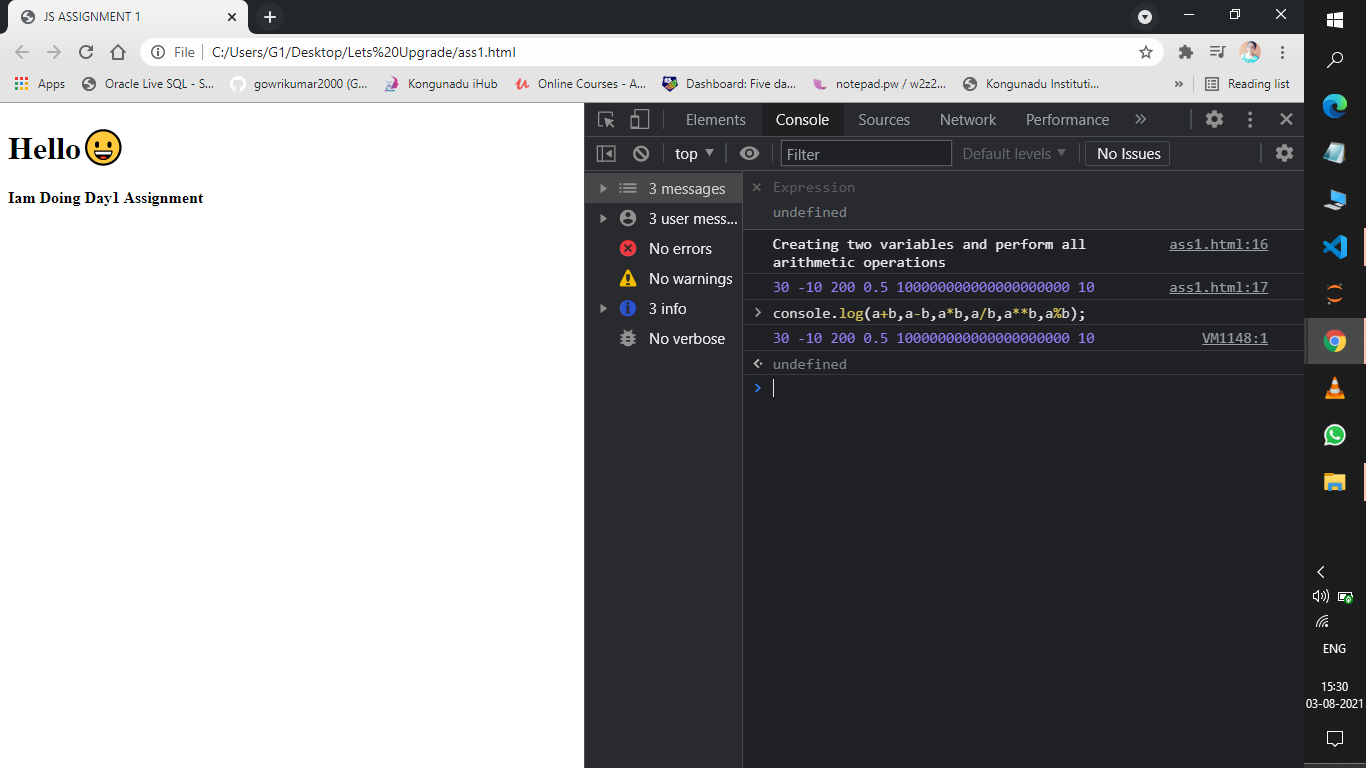 JS ASSIGNMENT 1
File C:/Users/G1/Desktop/Lets%20Upgrade/ass1.html
Apps Oracle Live SQL - S... gowrikumar2000 (G... Kongunadu iHub Online Courses - A... Dashboard: Five da... notepad.pw / w2z2... Kongunadu Instituti... » Reading list
Hello😀
Iam Doing Day1 Assignment
Elements Console Sources Network Performance »
top Filter Default levels No Issues
3 messages
3 user mess...
No errors
No warnings
3 info
No verbose
Expression
undefined
Creating two variables and perform all ass1.html:16
arithmetic operations
30 -10 200 0.5 100000000000000000000 10 ass1.html:17
console.log(a+b,a-b,a*b,a/b,a**b,a%b);
30 -10 200 0.5 100000000000000000000 10 VM1148:1
undefined
ENG
15:30
03-08-2021